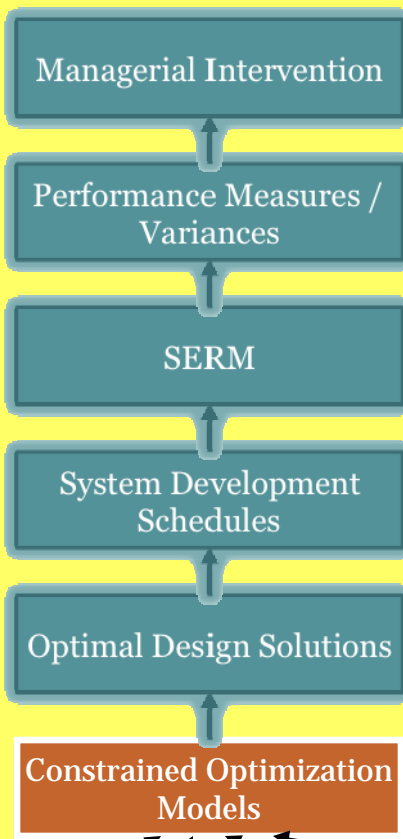 Managerial Intervention
Performance Measures /
Variances
SERM
System Development
Schedules
Optimal Design Solutions
Constrained Optimization
Models